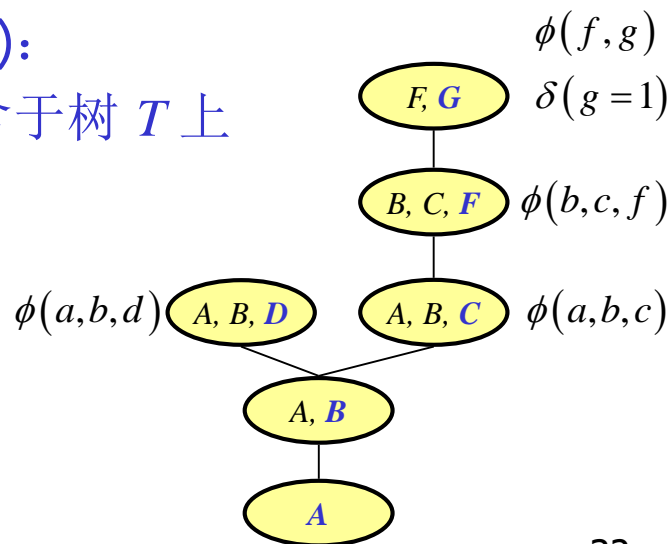 ):
于树 T 上
ϕ(f,g)
F, G
δ(g=1)
B, C, F
ϕ(b,c,f)
ϕ(a,b,d)
A, B, D
A, B, C
ϕ(a,b,c)
A, B
A